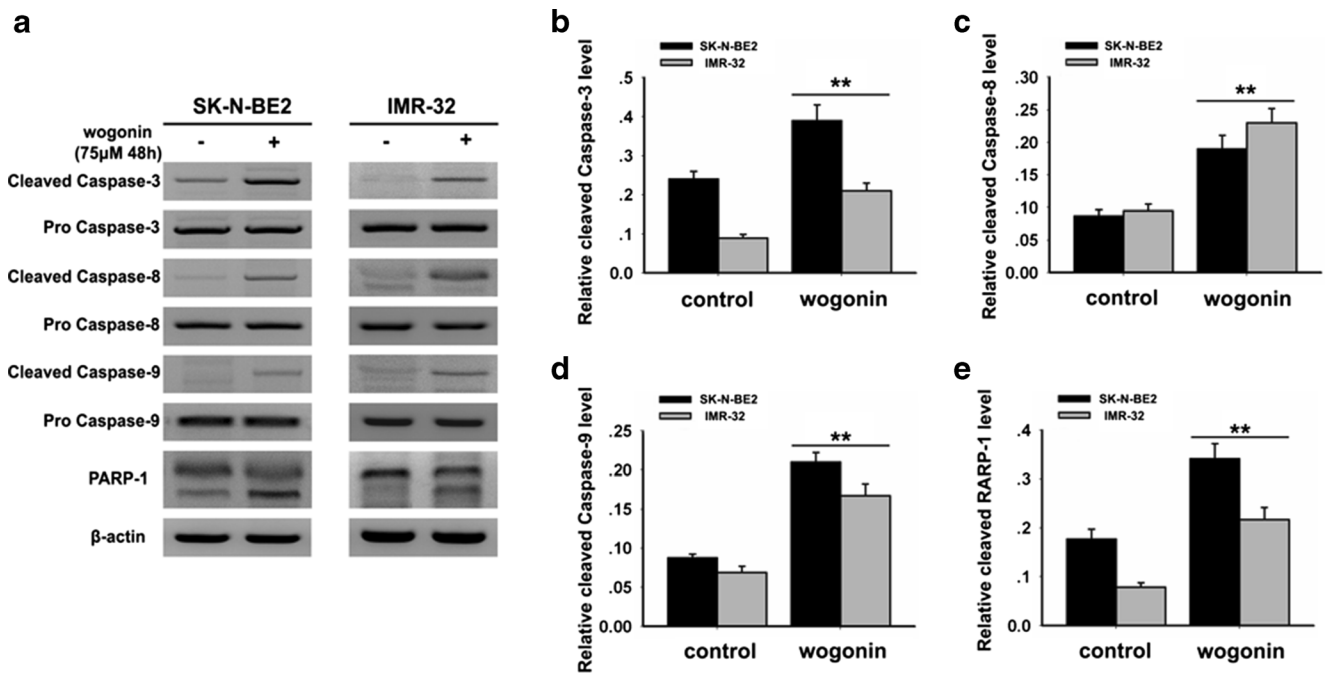 a
SK-N-BE2 IMR-32
wogonin
(75μM 48h)
- + - +
Cleaved Caspase-3
Pro Caspase-3
Cleaved Caspase-8
Pro Caspase-8
Cleaved Caspase-9
Pro Caspase-9
PARP-1
β-actin
b
Relative cleaved Caspase-3 level
SK-N-BE2
IMR-32
**
.5
.4
.3
.2
.1
0.0
control wogonin
c
Relative cleaved Caspase-8 level
SK-N-BE2
IMR-32
**
.30
.25
.20
.15
.10
.05
0.00
control wogonin
d
Relative cleaved Caspase-9 level
SK-N-BE2
IMR-32
**
.25
.20
.15
.10
.05
0.00
control wogonin
e
Relative cleaved RARP-1 level
SK-N-BE2
IMR-32
**
.4
.3
.2
.1
0.0
control wogonin